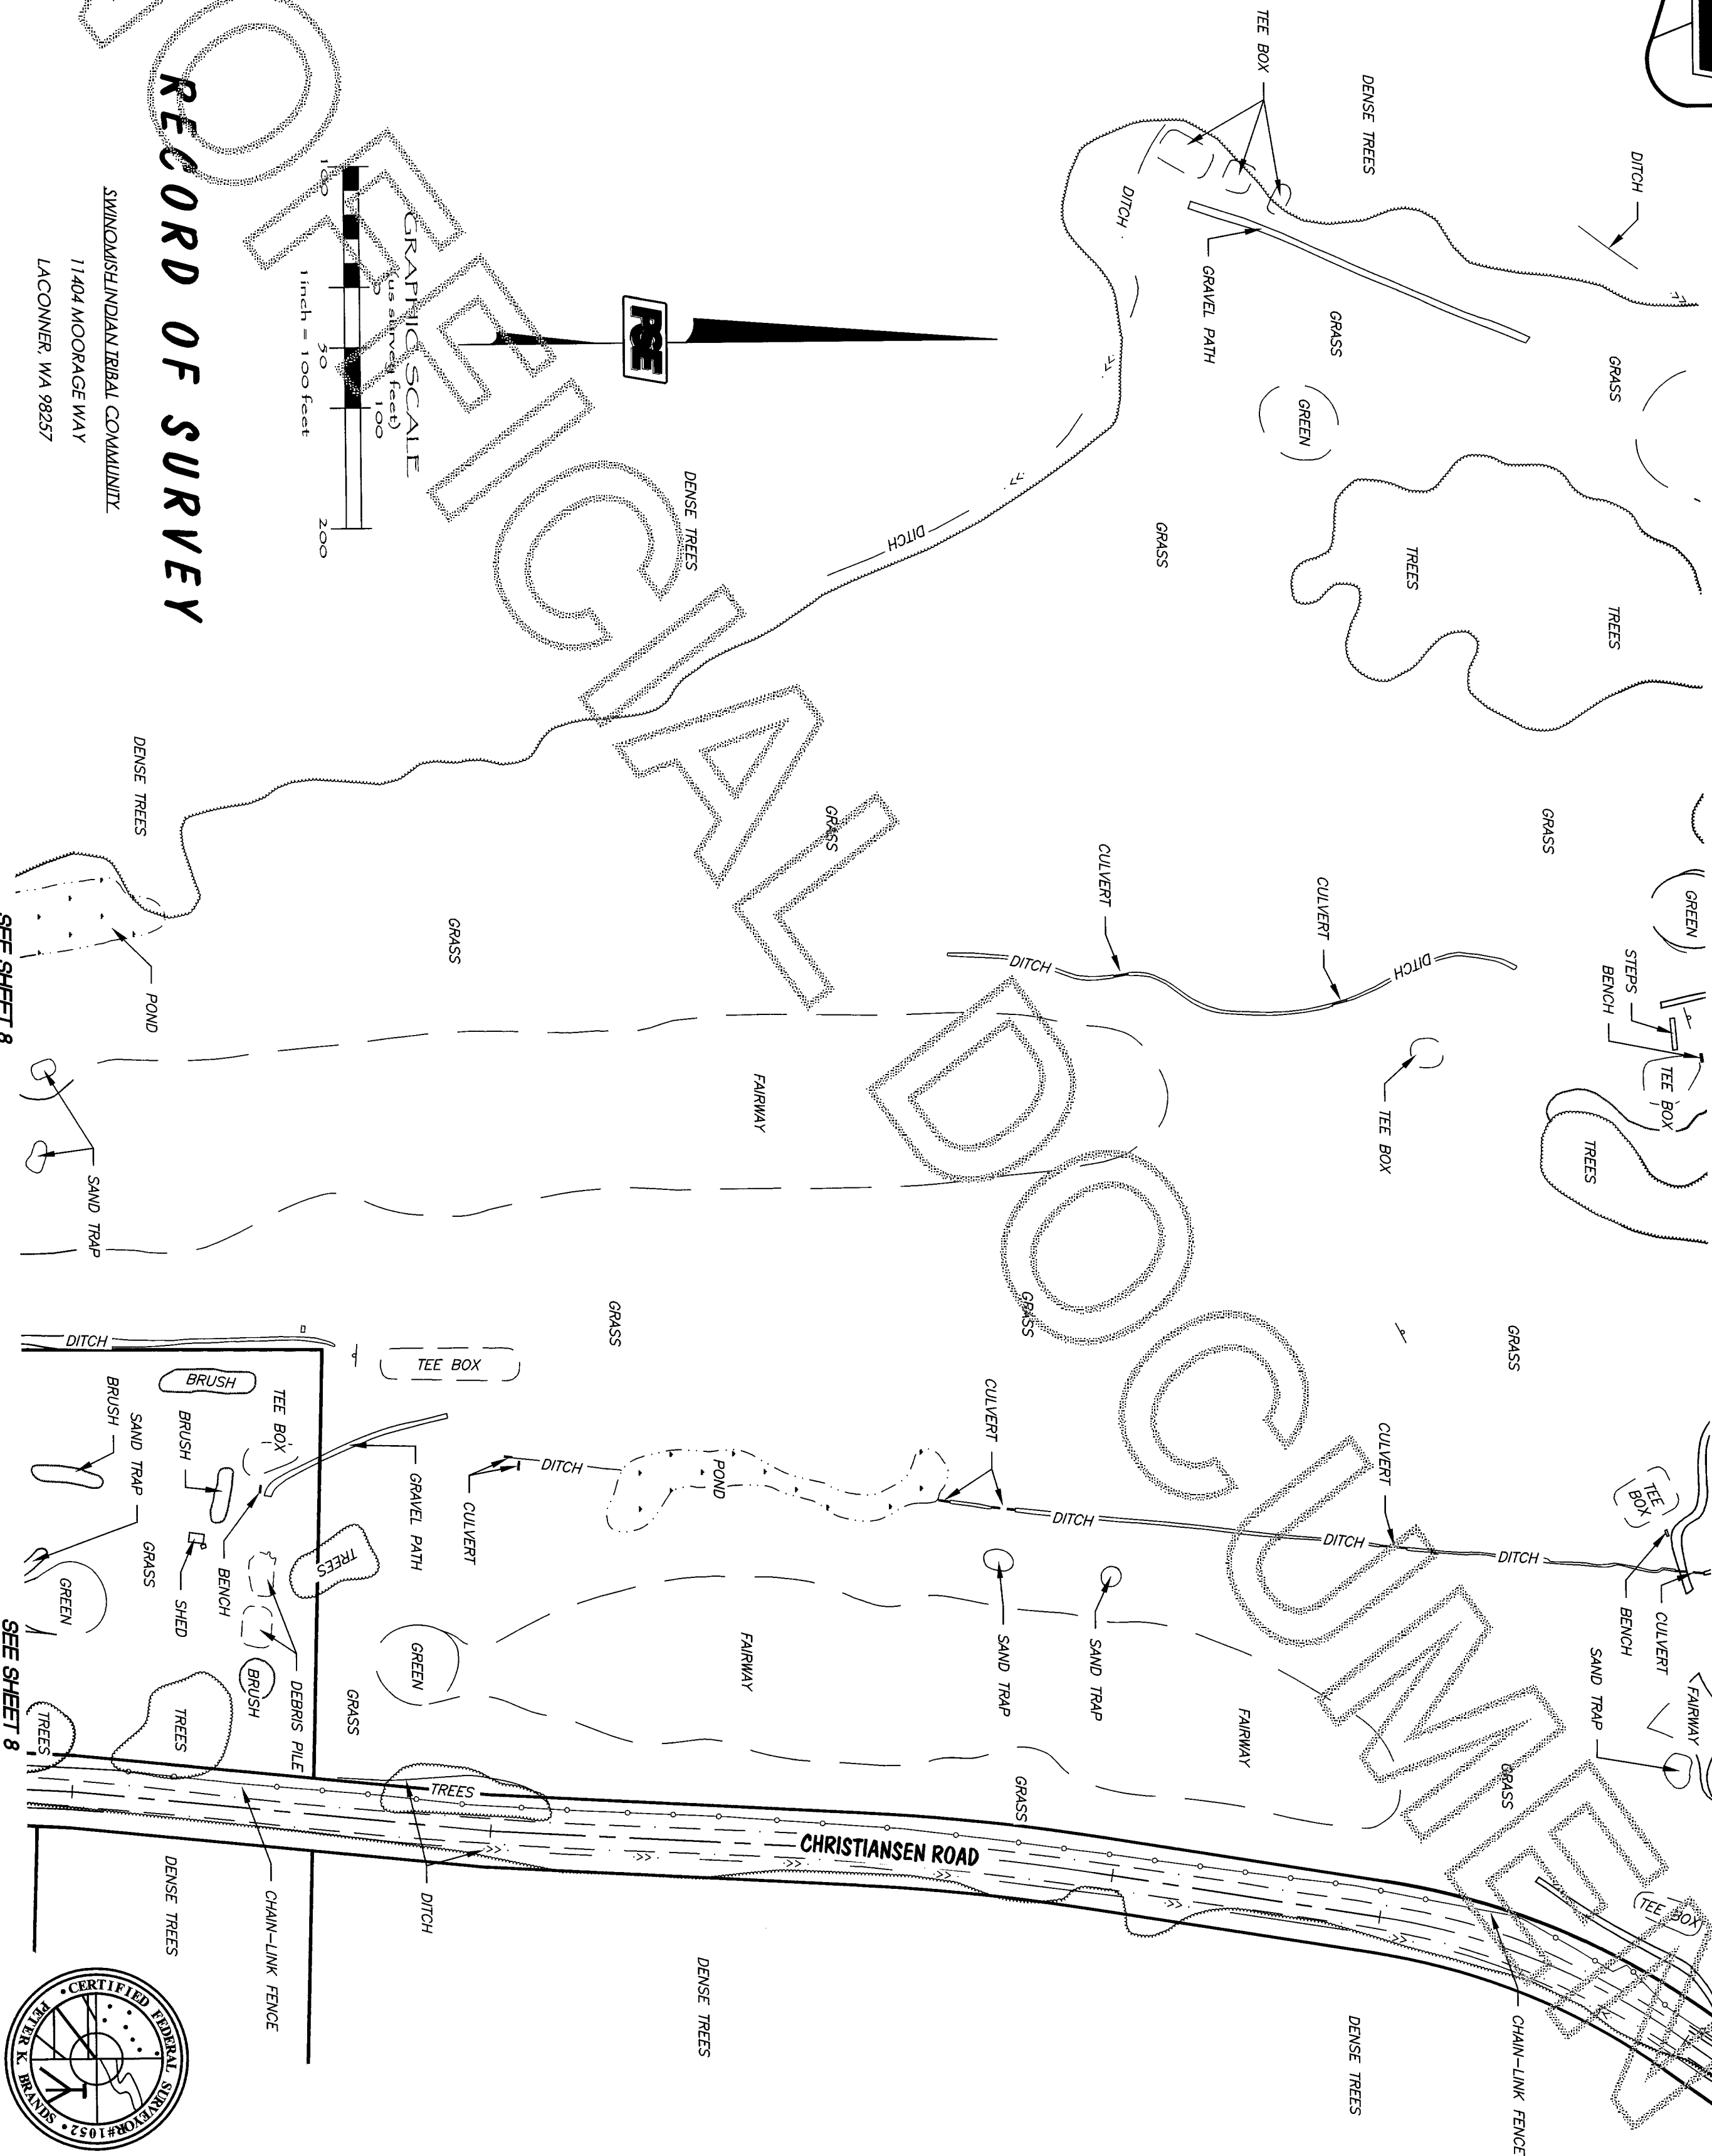 TEE BOX
DENSE TREES
DITCH
DITCH
GRAVEL PATH
GRASS
GRASS
GREEN
GRASS
TREES
TREES
DITCH
DENSE TREES
PSE
GRAPHIC SCALE
(us survey feet)
100
0
50
100
200
1 inch = 100 feet
RECORD OF SURVEY
SWINOMISH INDIAN TRIBAL COMMUNITY
11404 MOORAGE WAY
LACONNER, WA 98257
UNOFFICIAL DOCUMENT
DENSE TREES
GRASS
GRASS
GRASS
GREEN
STEPS
BENCH
TEE BOX
TREES
CULVERT
CULVERT
DITCH
DITCH
TEE BOX
POND
SEE SHEET 8
SAND TRAP
FAIRWAY
GRASS
GRASS
GRASS
DITCH
TEE BOX
BRUSH
TEE BOX
BRUSH
BRUSH
SAND TRAP
GRASS
GREEN
SHED
BENCH
GRAVEL PATH
CULVERT
DITCH
POND
CULVERT
DITCH
CULVERT
DITCH
DITCH
TEE
BOX
CULVERT
BENCH
SAND TRAP
FAIRWAY
TREES
GREEN
DEBRIS PILE
BRUSH
GRASS
TREES
TREES
SEE SHEET 8
FAIRWAY
SAND TRAP
SAND TRAP
FAIRWAY
GRASS
GRASS
TREES
CHRISTIANSEN ROAD
TEE BOX
DITCH
CHAIN-LINK FENCE
DENSE TREES
DENSE TREES
DENSE TREES
CHAIN-LINK FENCE
CERTIFIED FEDERAL SURVEYOR#1052
PETER K. BRANDS